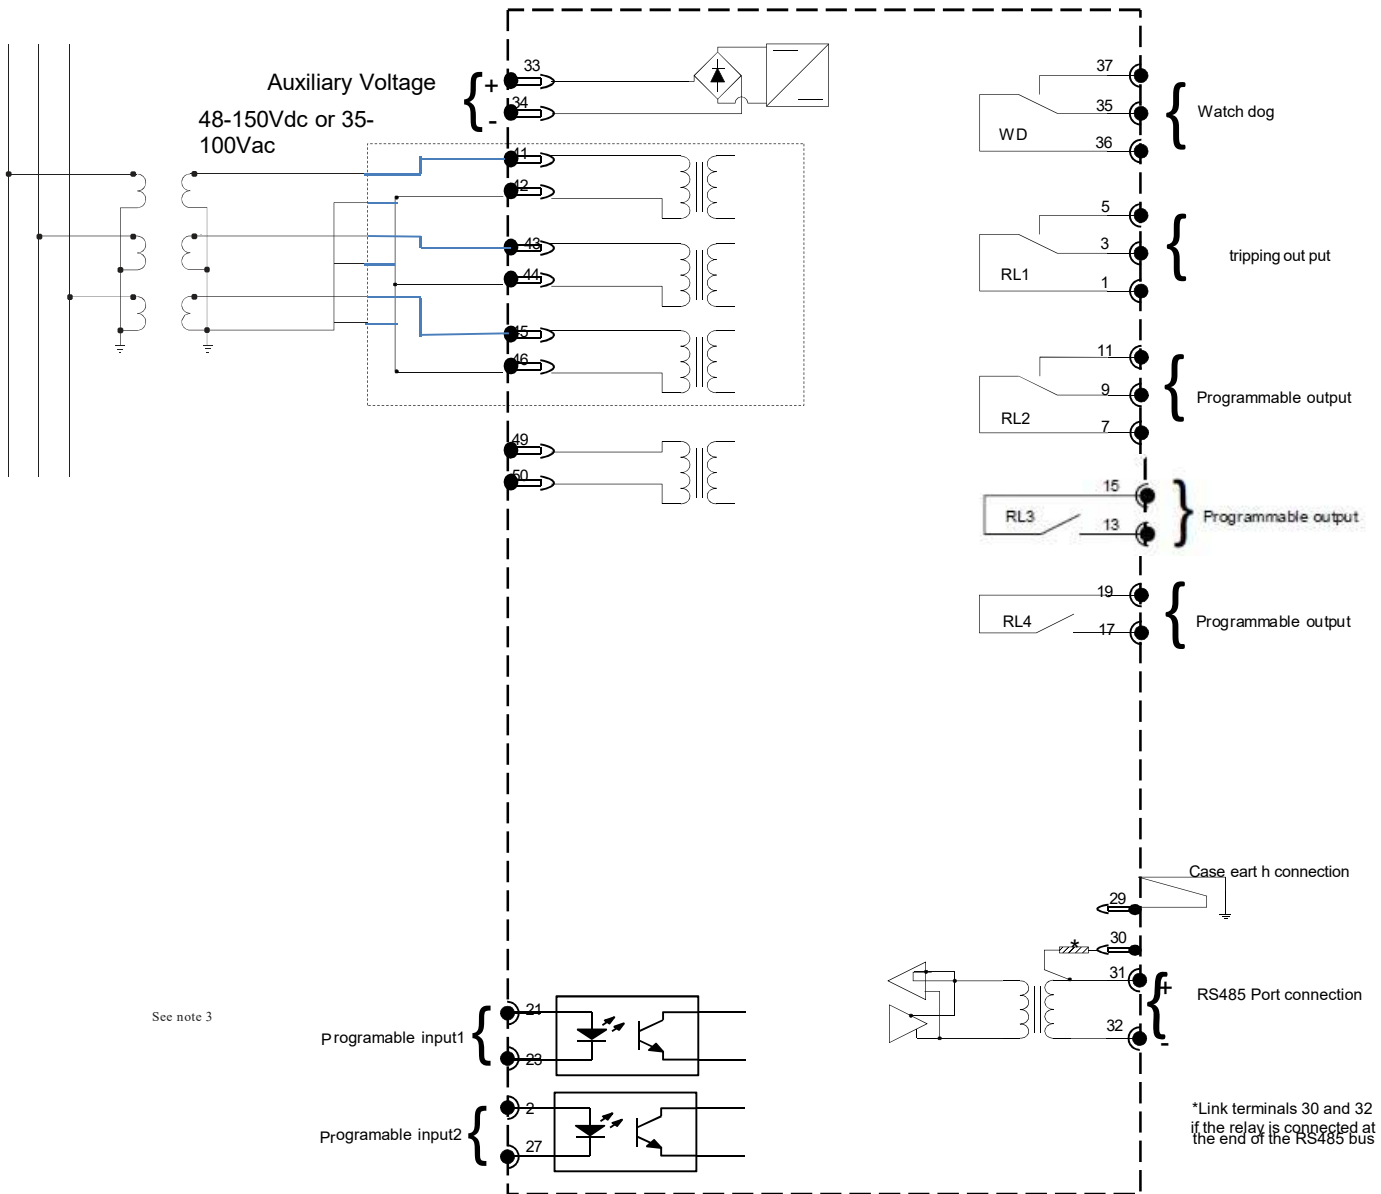 Auxiliary Voltage
48-150Vdc or 35-
100Vac
+
-
33
34
41
42
43
44
45
46
49
50
37
35
36
WD
Watch dog
5
3
1
RL1
tripping out put
11
9
7
RL2
Programmable output
15
13
RL3
Programmable output
19
17
RL4
Programmable output
Case eart h connection
29
*
30
31
32
+
-
RS485 Port connection
See note 3
Programable input1
21
23
Programable input2
2
27
*Link terminals 30 and 32
if the relay is connected at
the end of the RS485 bus